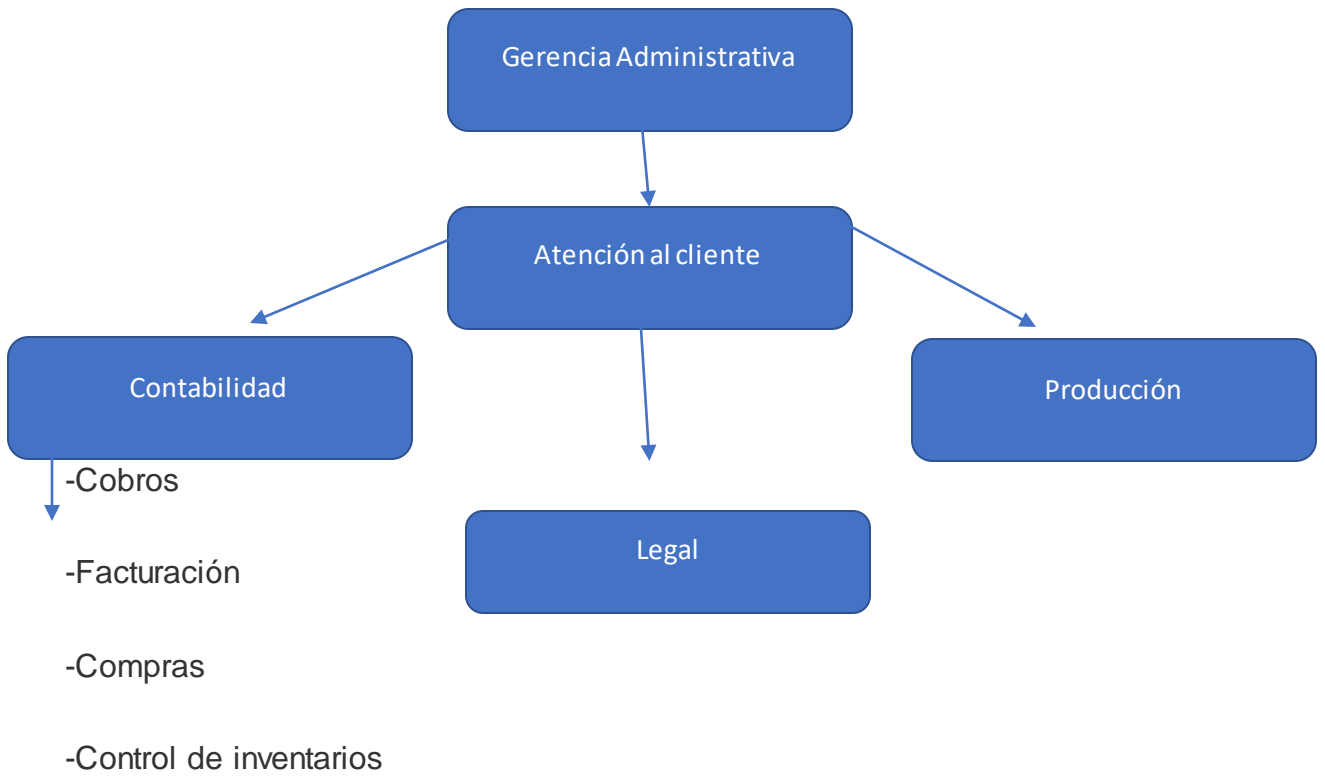 Gerencia Administrativa
Atención al cliente
Contabilidad
Producción
-Cobros
Legal
-Facturación
-Compras
-Control de inventarios